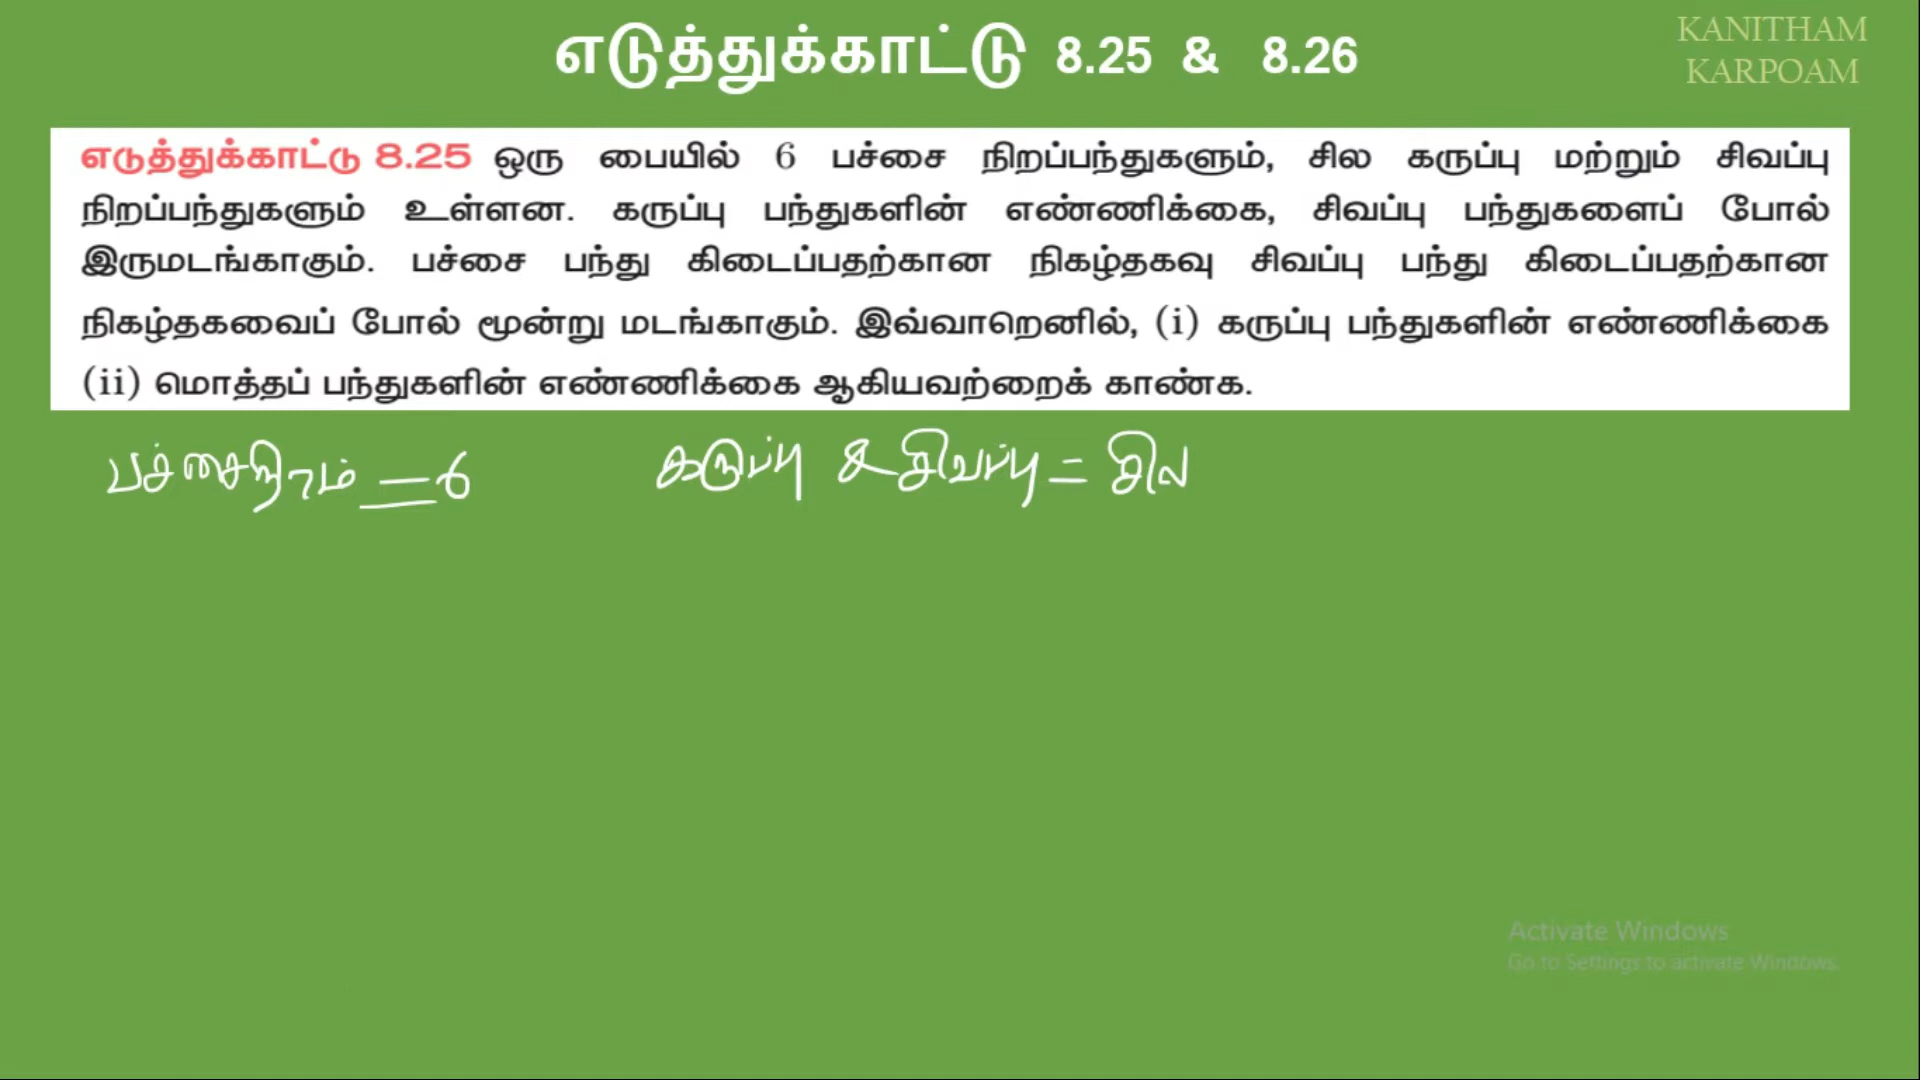 எடுத்துக்காட்டு 8.25 & 8.26
KANITHAM
KARPOAM
எடுத்துக்காட்டு 8.25 ஒரு பையில் 6 பச்சை நிறப்பந்துகளும், சில கருப்பு மற்றும் சிவப்பு
நிறப்பந்துகளும் உள்ளன. கருப்பு பந்துகளின் எண்ணிக்கை, சிவப்பு பந்துகளைப் போல்
இருமடங்காகும். பச்சை பந்து கிடைப்பதற்கான நிகழ்தகவு சிவப்பு பந்து கிடைப்பதற்கான
நிகழ்தகவைப் போல் மூன்று மடங்காகும். இவ்வாறெனில், (i) கருப்பு பந்துகளின் எண்ணிக்கை
(ii) மொத்தப் பந்துகளின் எண்ணிக்கை ஆகியவற்றைக் காண்க.
பச்சைநிறம் = 6 கருப்பு & சிவப்பு = சில
Activate Windows
Go to Settings to activate Windows.